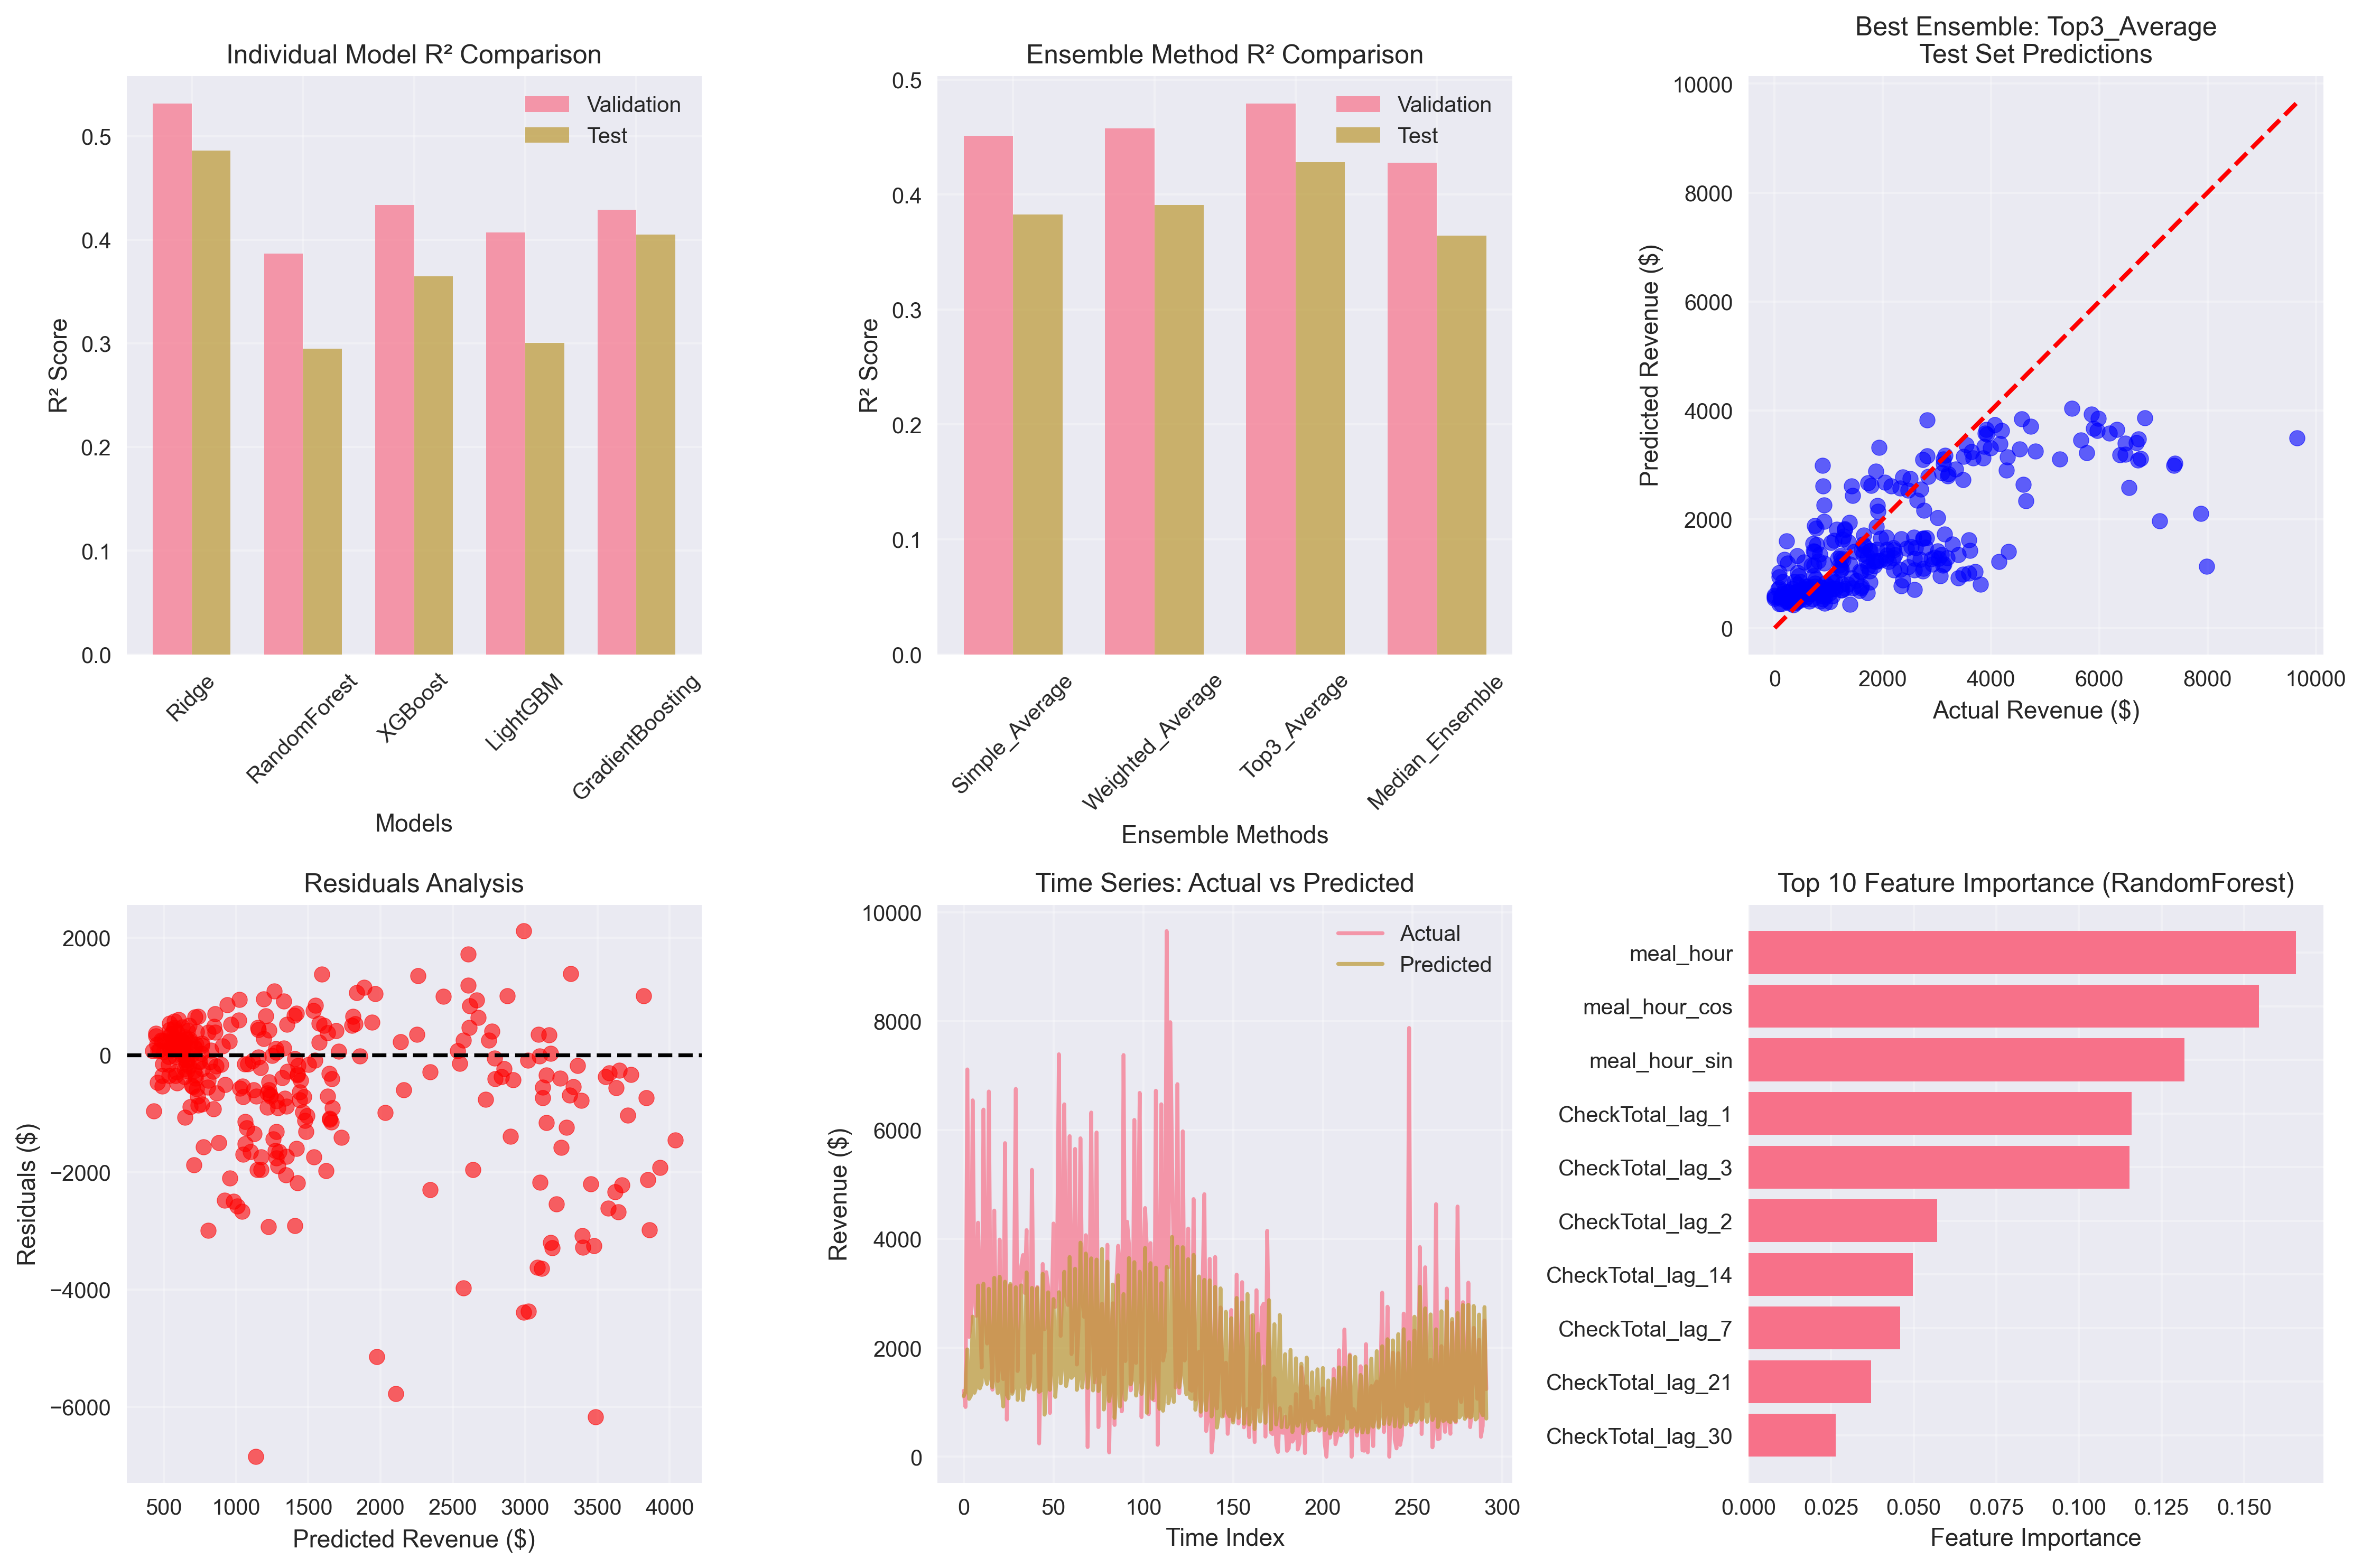 Individual Model R² Comparison
Validation
Test
R² Score
0.5
0.4
0.3
0.2
0.1
0.0
Ridge
RandomForest
XGBoost
LightGBM
GradientBoosting
Models
Ensemble Method R² Comparison
Validation
Test
R² Score
0.5
0.4
0.3
0.2
0.1
0.0
Simple_Average
Weighted_Average
Top3_Average
Median_Ensemble
Ensemble Methods
Best Ensemble: Top3_Average
Test Set Predictions
Predicted Revenue ($)
10000
8000
6000
4000
2000
0
0
2000
4000
6000
8000
10000
Actual Revenue ($)
Residuals Analysis
Residuals ($)
2000
0
−2000
−4000
−6000
500
1000
1500
2000
2500
3000
3500
4000
Predicted Revenue ($)
Time Series: Actual vs Predicted
Actual
Predicted
Revenue ($)
10000
8000
6000
4000
2000
0
0
50
100
150
200
250
300
Time Index
Top 10 Feature Importance (RandomForest)
meal_hour
meal_hour_cos
meal_hour_sin
CheckTotal_lag_1
CheckTotal_lag_3
CheckTotal_lag_2
CheckTotal_lag_14
CheckTotal_lag_7
CheckTotal_lag_21
CheckTotal_lag_30
0.000
0.025
0.050
0.075
0.100
0.125
0.150
Feature Importance